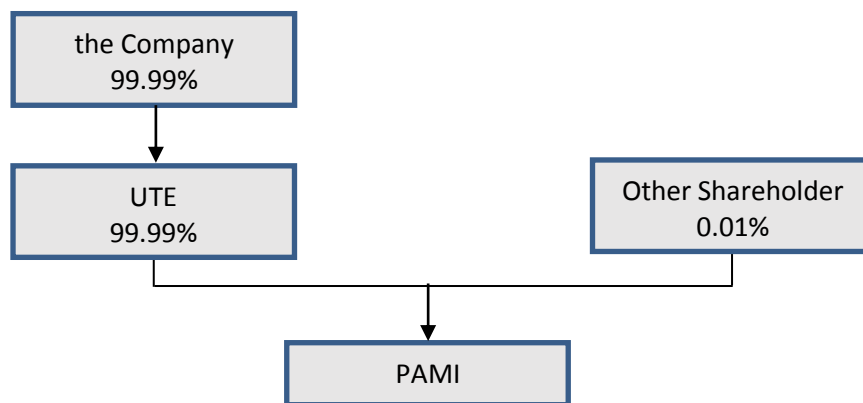 the Company
99.99%
UTE
99.99%
Other Shareholder
0.01%
PAMI